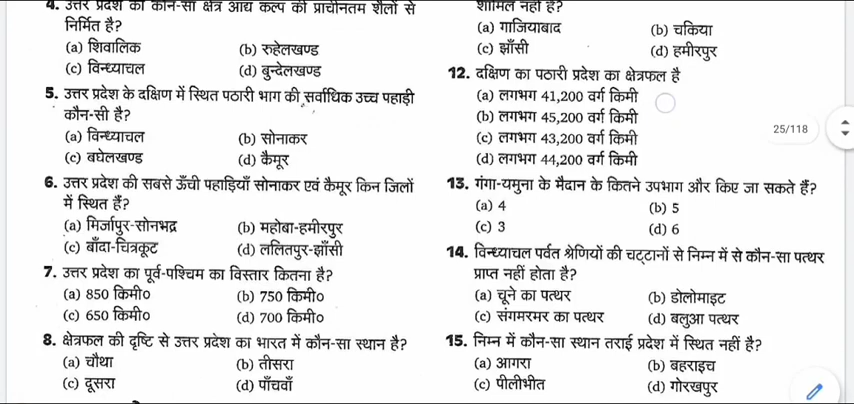 4. उत्तर प्रदेश का कौन-सा क्षेत्र आद्य कल्प की प्राचीनतम शैलों से
निर्मित है?
(a) शिवालिक (b) रुहेलखण्ड
(c) विन्ध्याचल (d) बुन्देलखण्ड
5. उत्तर प्रदेश के दक्षिण में स्थित पठारी भाग की सर्वाधिक उच्च पहाड़ी
कौन-सी है?
(a) विन्ध्याचल (b) सोनाकर
(c) बघेलखण्ड (d) कैमूर
6. उत्तर प्रदेश की सबसे ऊँची पहाड़ियाँ सोनाकर एवं कैमूर किन जिलों
में स्थित हैं?
(a) मिर्जापुर-सोनभद्र (b) महोबा-हमीरपुर
(c) बाँदा-चित्रकूट (d) ललितपुर-झाँसी
7. उत्तर प्रदेश का पूर्व-पश्चिम का विस्तार कितना है?
(a) 850 किमी० (b) 750 किमी०
(c) 650 किमी० (d) 700 किमी०
8. क्षेत्रफल की दृष्टि से उत्तर प्रदेश का भारत में कौन-सा स्थान है?
(a) चौथा (b) तीसरा
(c) दूसरा (d) पाँचवाँ
शामिल नहीं है?
(a) गाजियाबाद (b) चकिया
(c) झाँसी (d) हमीरपुर
12. दक्षिण का पठारी प्रदेश का क्षेत्रफल है
(a) लगभग 41,200 वर्ग किमी
(b) लगभग 45,200 वर्ग किमी
(c) लगभग 43,200 वर्ग किमी
(d) लगभग 44,200 वर्ग किमी
13. गंगा-यमुना के मैदान के कितने उपभाग और किए जा सकते हैं?
(a) 4 (b) 5
(c) 3 (d) 6
14. विन्ध्याचल पर्वत श्रेणियों की चट्टानों से निम्न में से कौन-सा पत्थर
प्राप्त नहीं होता है?
(a) चूने का पत्थर (b) डोलोमाइट
(c) संगमरमर का पत्थर (d) बलुआ पत्थर
15. निम्न में कौन-सा स्थान तराई प्रदेश में स्थित नहीं है?
(a) आगरा (b) बहराइच
(c) पीलीभीत (d) गोरखपुर
25/118